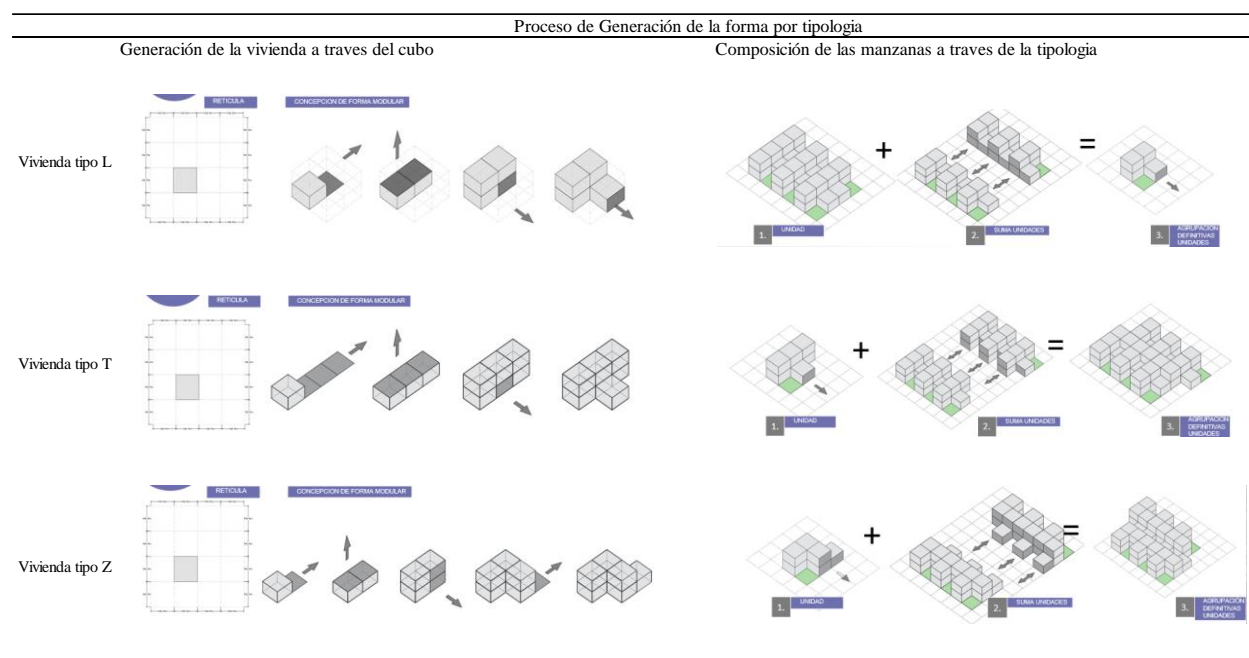 Proceso de Generación de la forma por tipologia
Generación de la vivienda a traves del cubo
Composición de las manzanas a traves de la tipologia
RETICULA
CONCEPCION DE FORMA MODULAR
Vivienda tipo L
+
=
1.
UNIDAD
2.
SUMA UNIDADES
3.
AGRUPACIÓN
DEFINITIVAS
UNIDADES
RETICULA
CONCEPCION DE FORMA MODULAR
Vivienda tipo T
+
=
1.
UNIDAD
2.
SUMA UNIDADES
3.
AGRUPACIÓN
DEFINITIVAS
UNIDADES
RETICULA
CONCEPCION DE FORMA MODULAR
Vivienda tipo Z
+
=
1.
UNIDAD
2.
SUMA UNIDADES
3.
AGRUPACIÓN
DEFINITIVAS
UNIDADES